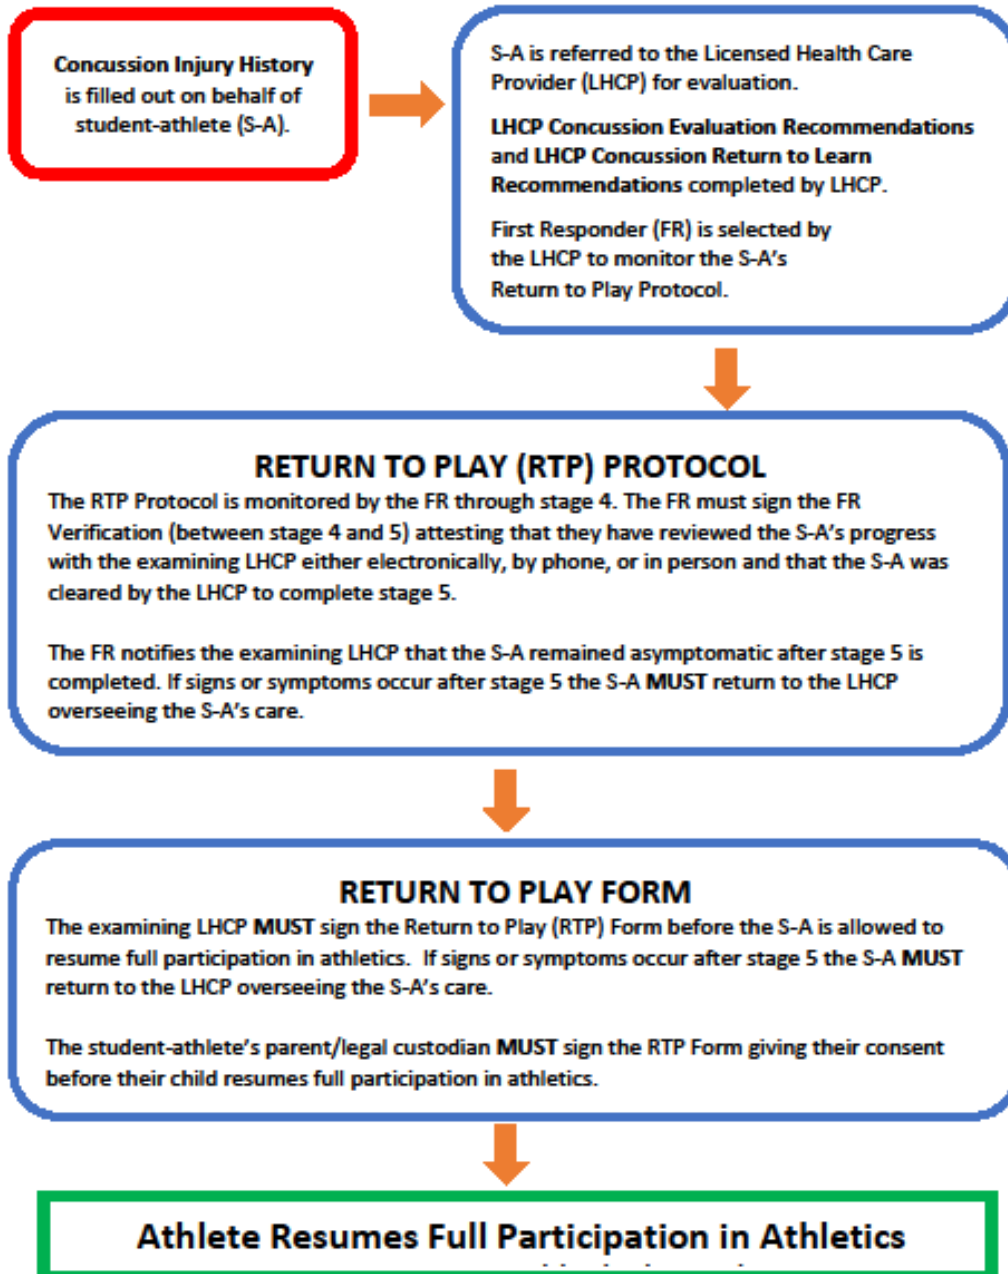 Concussion Injury History
is filled out on behalf of
student-athlete (S-A).
S-A is referred to the Licensed Health Care
Provider (LHCP) for evaluation.
LHCP Concussion Evaluation Recommendations
and LHCP Concussion Return to Learn
Recommendations completed by LHCP.
First Responder (FR) is selected by
the LHCP to monitor the S-A's
Return to Play Protocol.
RETURN TO PLAY (RTP) PROTOCOL
The RTP Protocol is monitored by the FR through stage 4. The FR must sign the FR
Verification (between stage 4 and 5) attesting that they have reviewed the S-A's progress
with the examining LHCP either electronically, by phone, or in person and that the S-A was
cleared by the LHCP to complete stage 5.
The FR notifies the examining LHCP that the S-A remained asymptomatic after stage 5 is
completed. If signs or symptoms occur after stage 5 the S-A MUST return to the LHCP
overseeing the S-A's care.
RETURN TO PLAY FORM
The examining LHCP MUST sign the Return to Play (RTP) Form before the S-A is allowed to
resume full participation in athletics. If signs or symptoms occur after stage 5 the S-A MUST
return to the LHCP overseeing the S-A's care.
The student-athlete's parent/legal custodian MUST sign the RTP Form giving their consent
before their child resumes full participation in athletics.
Athlete Resumes Full Participation in Athletics